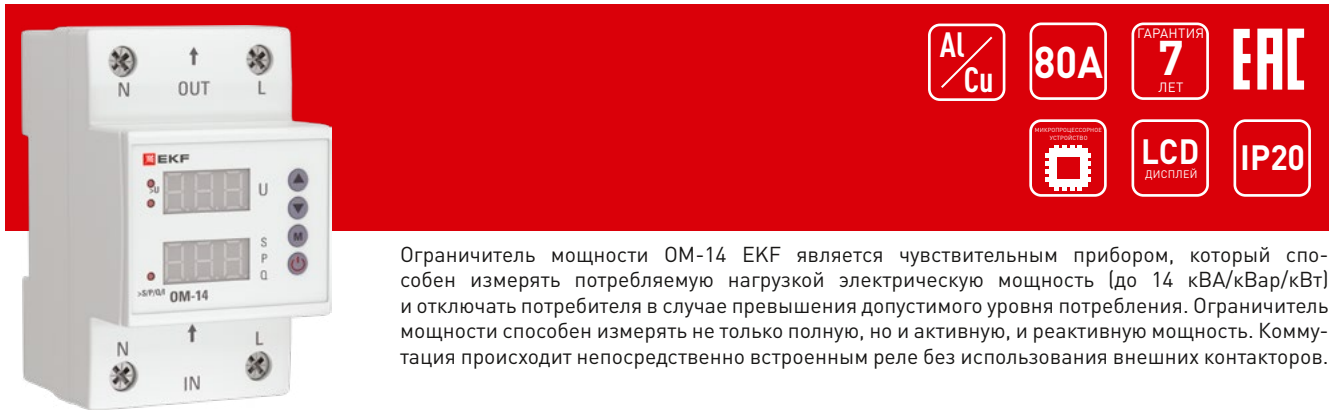 N OUT L
EKF
>U
U
S
P
Q
M
>S/P/Q/I
OM-14
N L
IN
Al/Cu
80A
ГАРАНТИЯ
7
ЛЕТ
EAC
МИКРОПРОЦЕССОРНОЕ
УСТРОЙСТВО
LCD
ДИСПЛЕЙ
IP20
Ограничитель мощности ОМ-14 EKF является чувствительным прибором, который спо-
собен измерять потребляемую нагрузкой электрическую мощность (до 14 кВА/кВар/кВт)
и отключать потребителя в случае превышения допустимого уровня потребления. Ограничитель
мощности способен измерять не только полную, но и активную, и реактивную мощность. Комму-
тация происходит непосредственно встроенным реле без использования внешних контакторов.